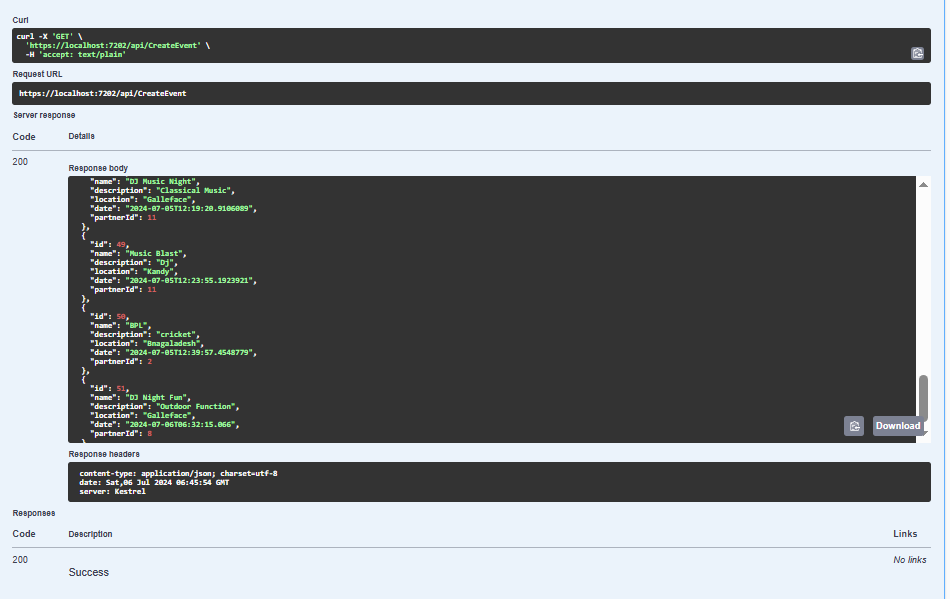 Curl
curl -X 'GET' \
'https://localhost:7202/api/CreateEvent' \
-H 'accept: text/plain'
Request URL
https://localhost:7202/api/CreateEvent
Server response
Code Details
200
Response body
"name": "DJ Music Night",
"description": "Classical Music",
"location": "Galleface",
"date": "2024-07-05T12:19:20.9106089",
"partnerId": 11
},
{
"id": 49,
"name": "Music Blast",
"description": "Dj",
"location": "Kandy",
"date": "2024-07-05T12:23:55.1923921",
"partnerId": 11
},
{
"id": 50,
"name": "BPL",
"description": "cricket",
"location": "Bnagaladesh",
"date": "2024-07-05T12:39:57.4548779",
"partnerId": 2
},
{
"id": 51,
"name": "DJ Night Fun",
"description": "Outdoor Function",
"location": "Galleface",
"date": "2024-07-06T06:32:15.066",
"partnerId": 8
Download
Response headers
content-type: application/json; charset=utf-8
date: Sat,06 Jul 2024 06:45:54 GMT
server: Kestrel
Responses
Code Description Links
200 No links
Success